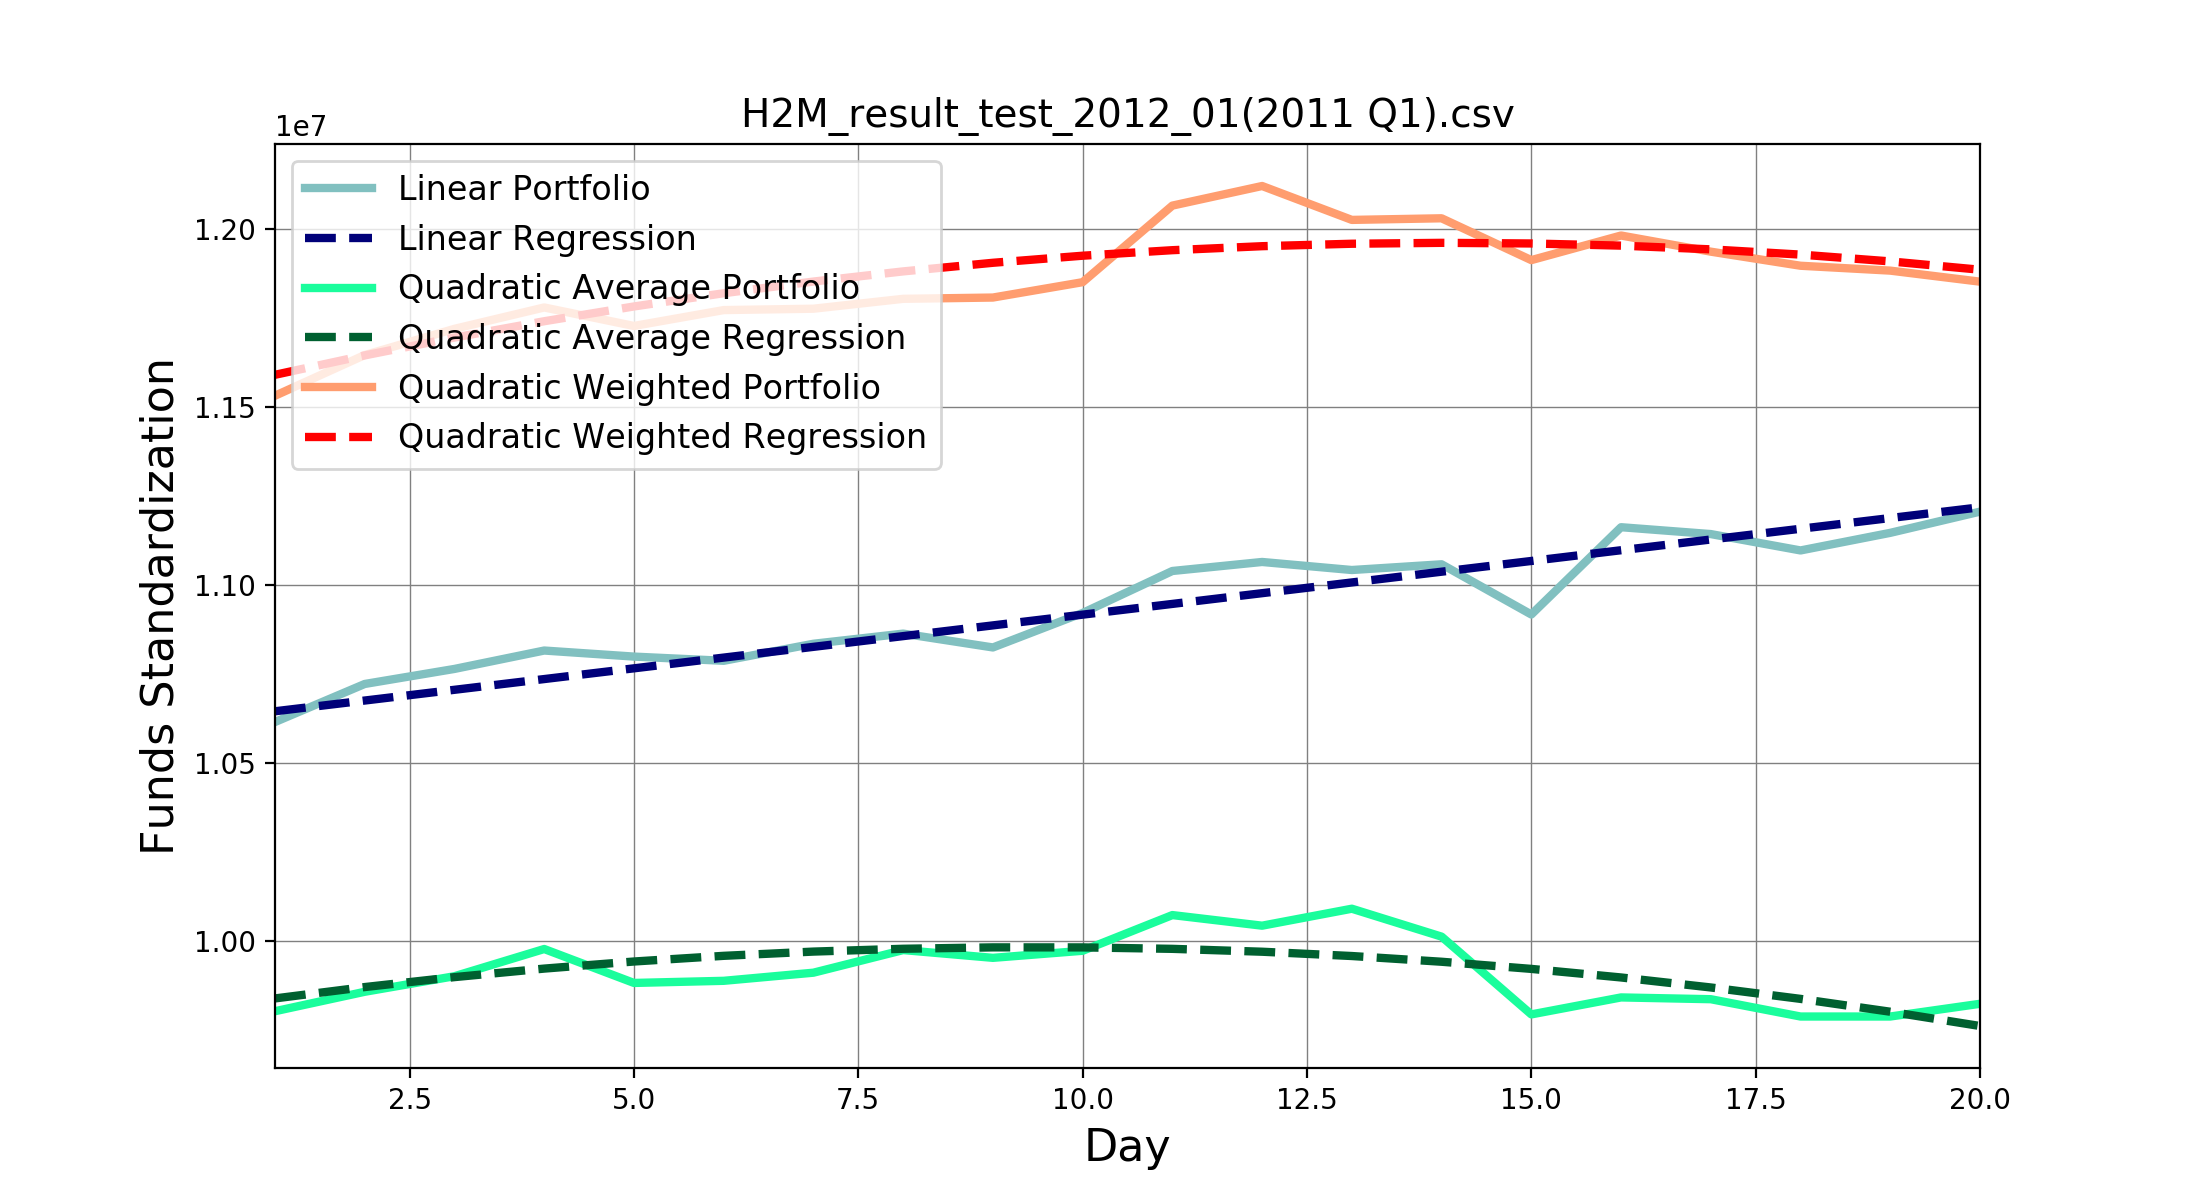 H2M_result_test_2012_01(2011 Q1).csv
1e7
Linear Portfolio
Linear Regression
Quadratic Average Portfolio
Quadratic Average Regression
Quadratic Weighted Portfolio
Quadratic Weighted Regression
1.20
1.15
1.10
1.05
1.00
Funds Standardization
2.5 5.0 7.5 10.0 12.5 15.0 17.5 20.0
Day